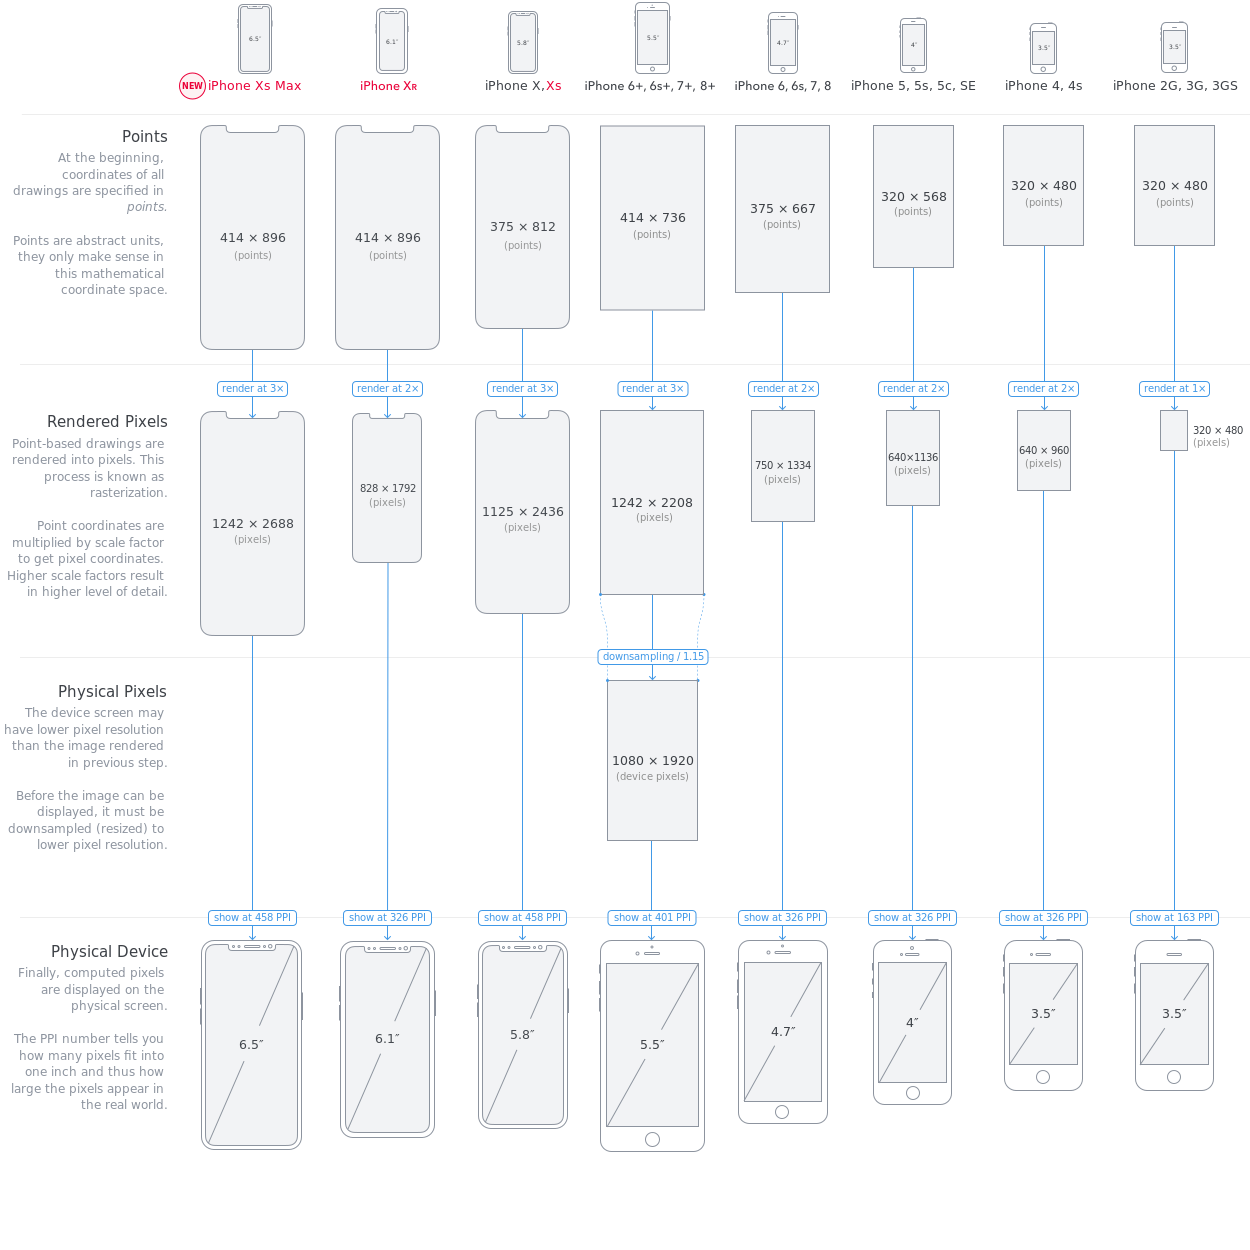 6.5″
6.1″
5.8″
5.5″
4.7″
4″
3.5″
3.5″
NEW
iPhone Xs Max
iPhone XR
iPhone X, Xs
iPhone 6+, 6s+, 7+, 8+
iPhone 6, 6s, 7, 8
iPhone 5, 5s, 5c, SE
iPhone 4, 4s
iPhone 2G, 3G, 3GS
Points
At the beginning,
coordinates of all
drawings are specified in
points.
Points are abstract units,
they only make sense in
this mathematical
coordinate space.
414 × 896
(points)
414 × 896
(points)
375 × 812
(points)
414 × 736
(points)
375 × 667
(points)
320 × 568
(points)
320 × 480
(points)
320 × 480
(points)
render at 3×
render at 2×
render at 3×
render at 3×
render at 2×
render at 2×
render at 2×
render at 1×
Rendered Pixels
Point-based drawings are
rendered into pixels. This
process is known as
rasterization.
Point coordinates are
multiplied by scale factor
to get pixel coordinates.
Higher scale factors result
in higher level of detail.
1242 × 2688
(pixels)
828 × 1792
(pixels)
1125 × 2436
(pixels)
1242 × 2208
(pixels)
750 × 1334
(pixels)
640×1136
(pixels)
640 × 960
(pixels)
320 × 480
(pixels)
downsampling / 1.15
Physical Pixels
The device screen may
have lower pixel resolution
than the image rendered
in previous step.
Before the image can be
displayed, it must be
downsampled (resized) to
lower pixel resolution.
1080 × 1920
(device pixels)
show at 458 PPI
show at 326 PPI
show at 458 PPI
show at 401 PPI
show at 326 PPI
show at 326 PPI
show at 326 PPI
show at 163 PPI
Physical Device
Finally, computed pixels
are displayed on the
physical screen.
The PPI number tells you
how many pixels fit into
one inch and thus how
large the pixels appear in
the real world.
6.5″
6.1″
5.8″
5.5″
4.7″
4″
3.5″
3.5″